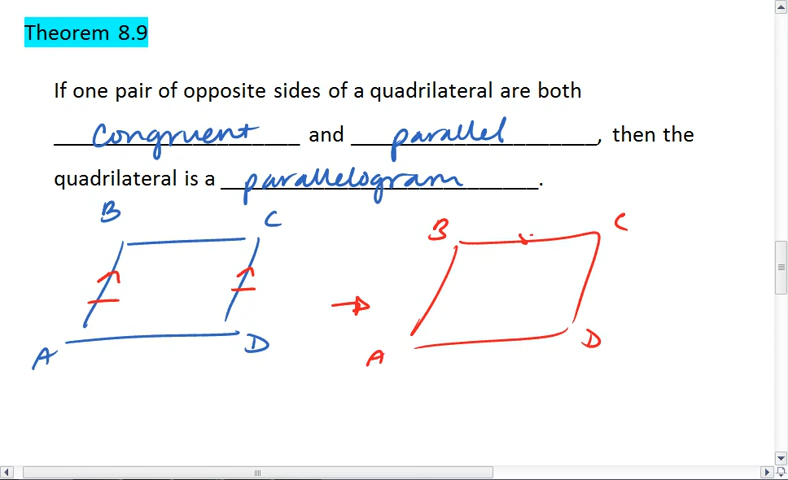 Theorem 8.9
If one pair of opposite sides of a quadrilateral are both
congruent and parallel, then the
quadrilateral is a parallelogram.
B C B C
A D A D